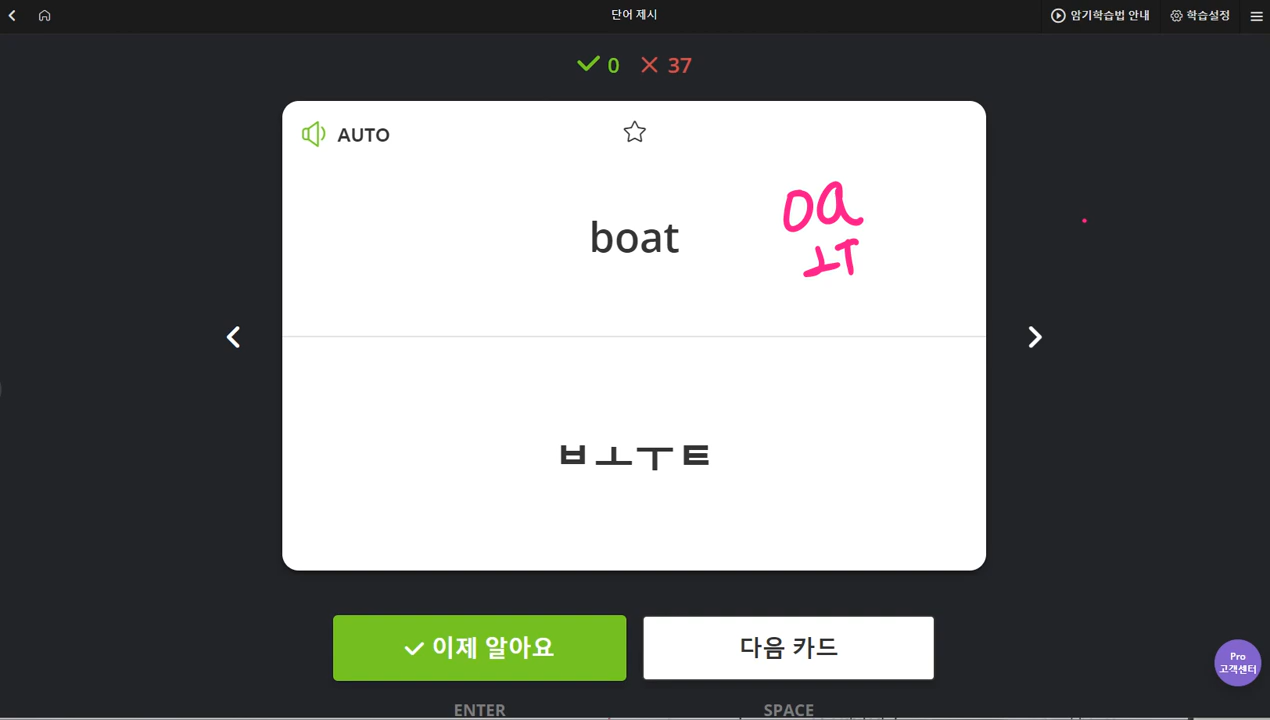 단어 제시
암기학습법 안내
학습설정
0
37
AUTO
boat
oa
ㅗㅜ
ㅂㅗㅜㅌ
이제 알아요
다음 카드
ENTER
SPACE
Pro
고객센터